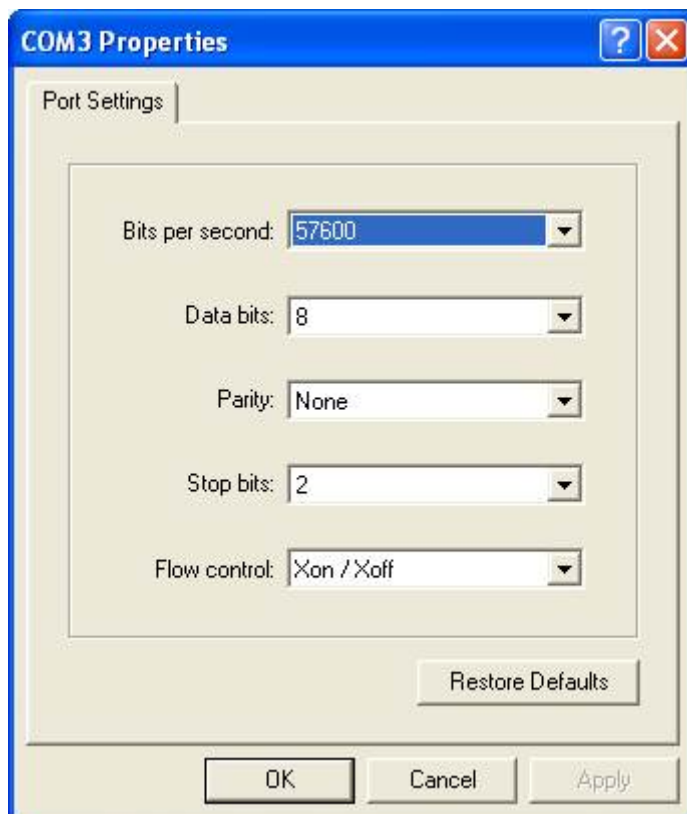 COM3 Properties
Port Settings
Bits per second: 57600
Data bits: 8
Parity: None
Stop bits: 2
Flow control: Xon / Xoff
Restore Defaults
OK Cancel Apply